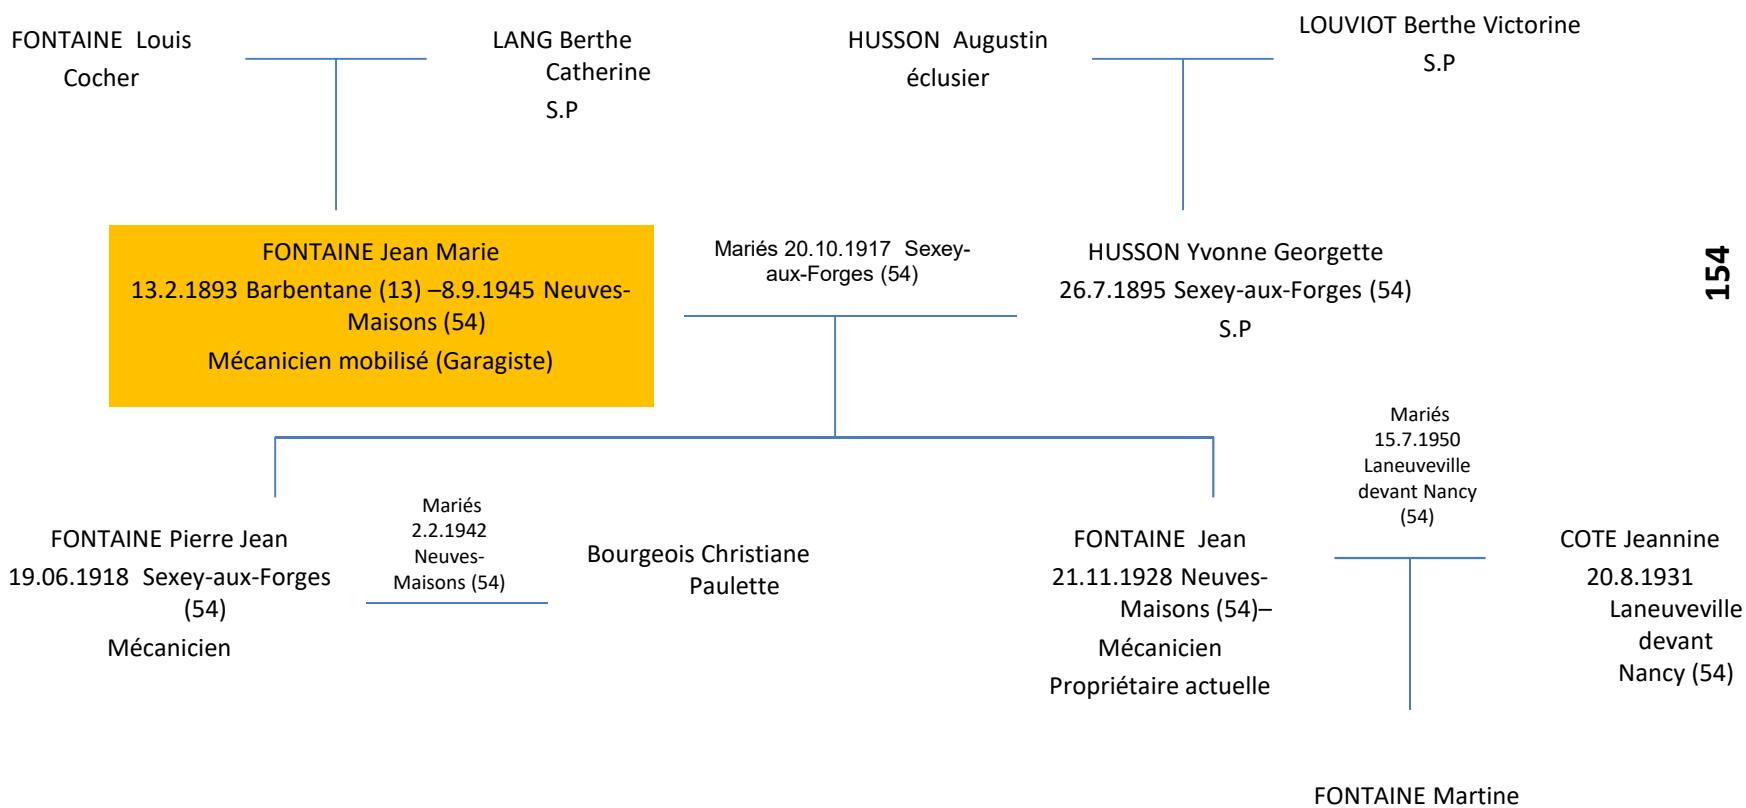 FONTAINE Louis
Cocher
LANG Berthe
Catherine
S.P
HUSSON Augustin
éclusier
LOUVIOT Berthe Victorine
S.P
FONTAINE Jean Marie
13.2.1893 Barbentane (13) –8.9.1945 Neuves-
Maisons (54)
Mécanicien mobilisé (Garagiste)
Mariés 20.10.1917 Sexey-
aux-Forges (54)
HUSSON Yvonne Georgette
26.7.1895 Sexey-aux-Forges (54)
S.P
154
FONTAINE Pierre Jean
19.06.1918 Sexey-aux-Forges
(54)
Mécanicien
Mariés
2.2.1942
Neuves-
Maisons (54)
Bourgeois Christiane
Paulette
FONTAINE Jean
21.11.1928 Neuves-
Maisons (54)–
Mécanicien
Propriétaire actuelle
Mariés
15.7.1950
Laneuveville
devant Nancy
(54)
COTE Jeannine
20.8.1931
Laneuveville
devant
Nancy (54)
FONTAINE Martine